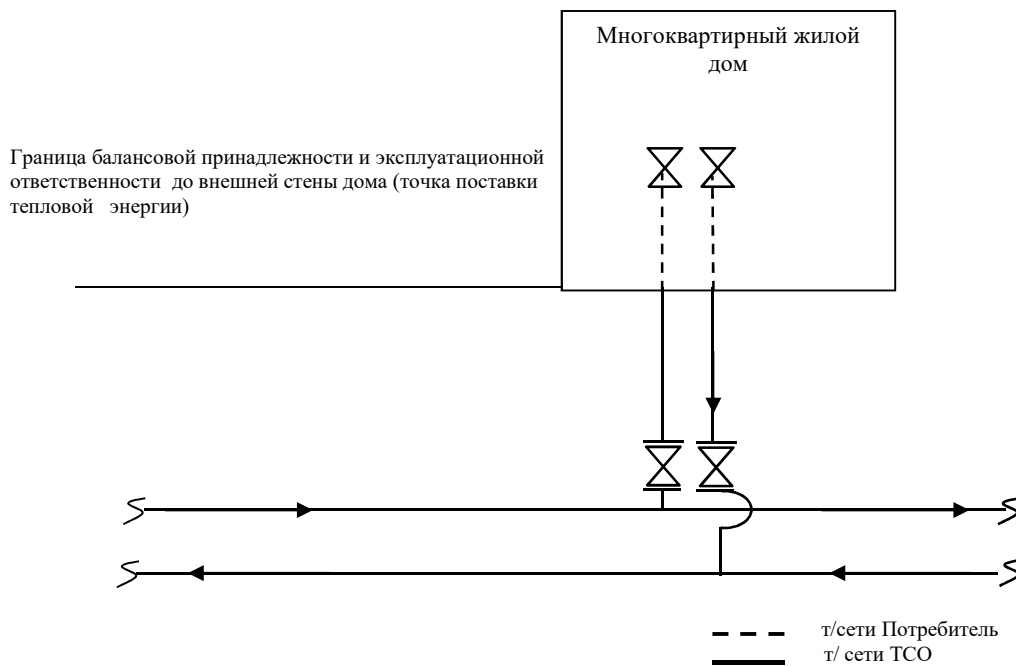 Многоквартирный жилой
дом
Граница балансовой принадлежности и эксплуатационной
ответственности до внешней стены дома (точка поставки
тепловой энергии)
т/сети Потребитель
т/ сети ТСО